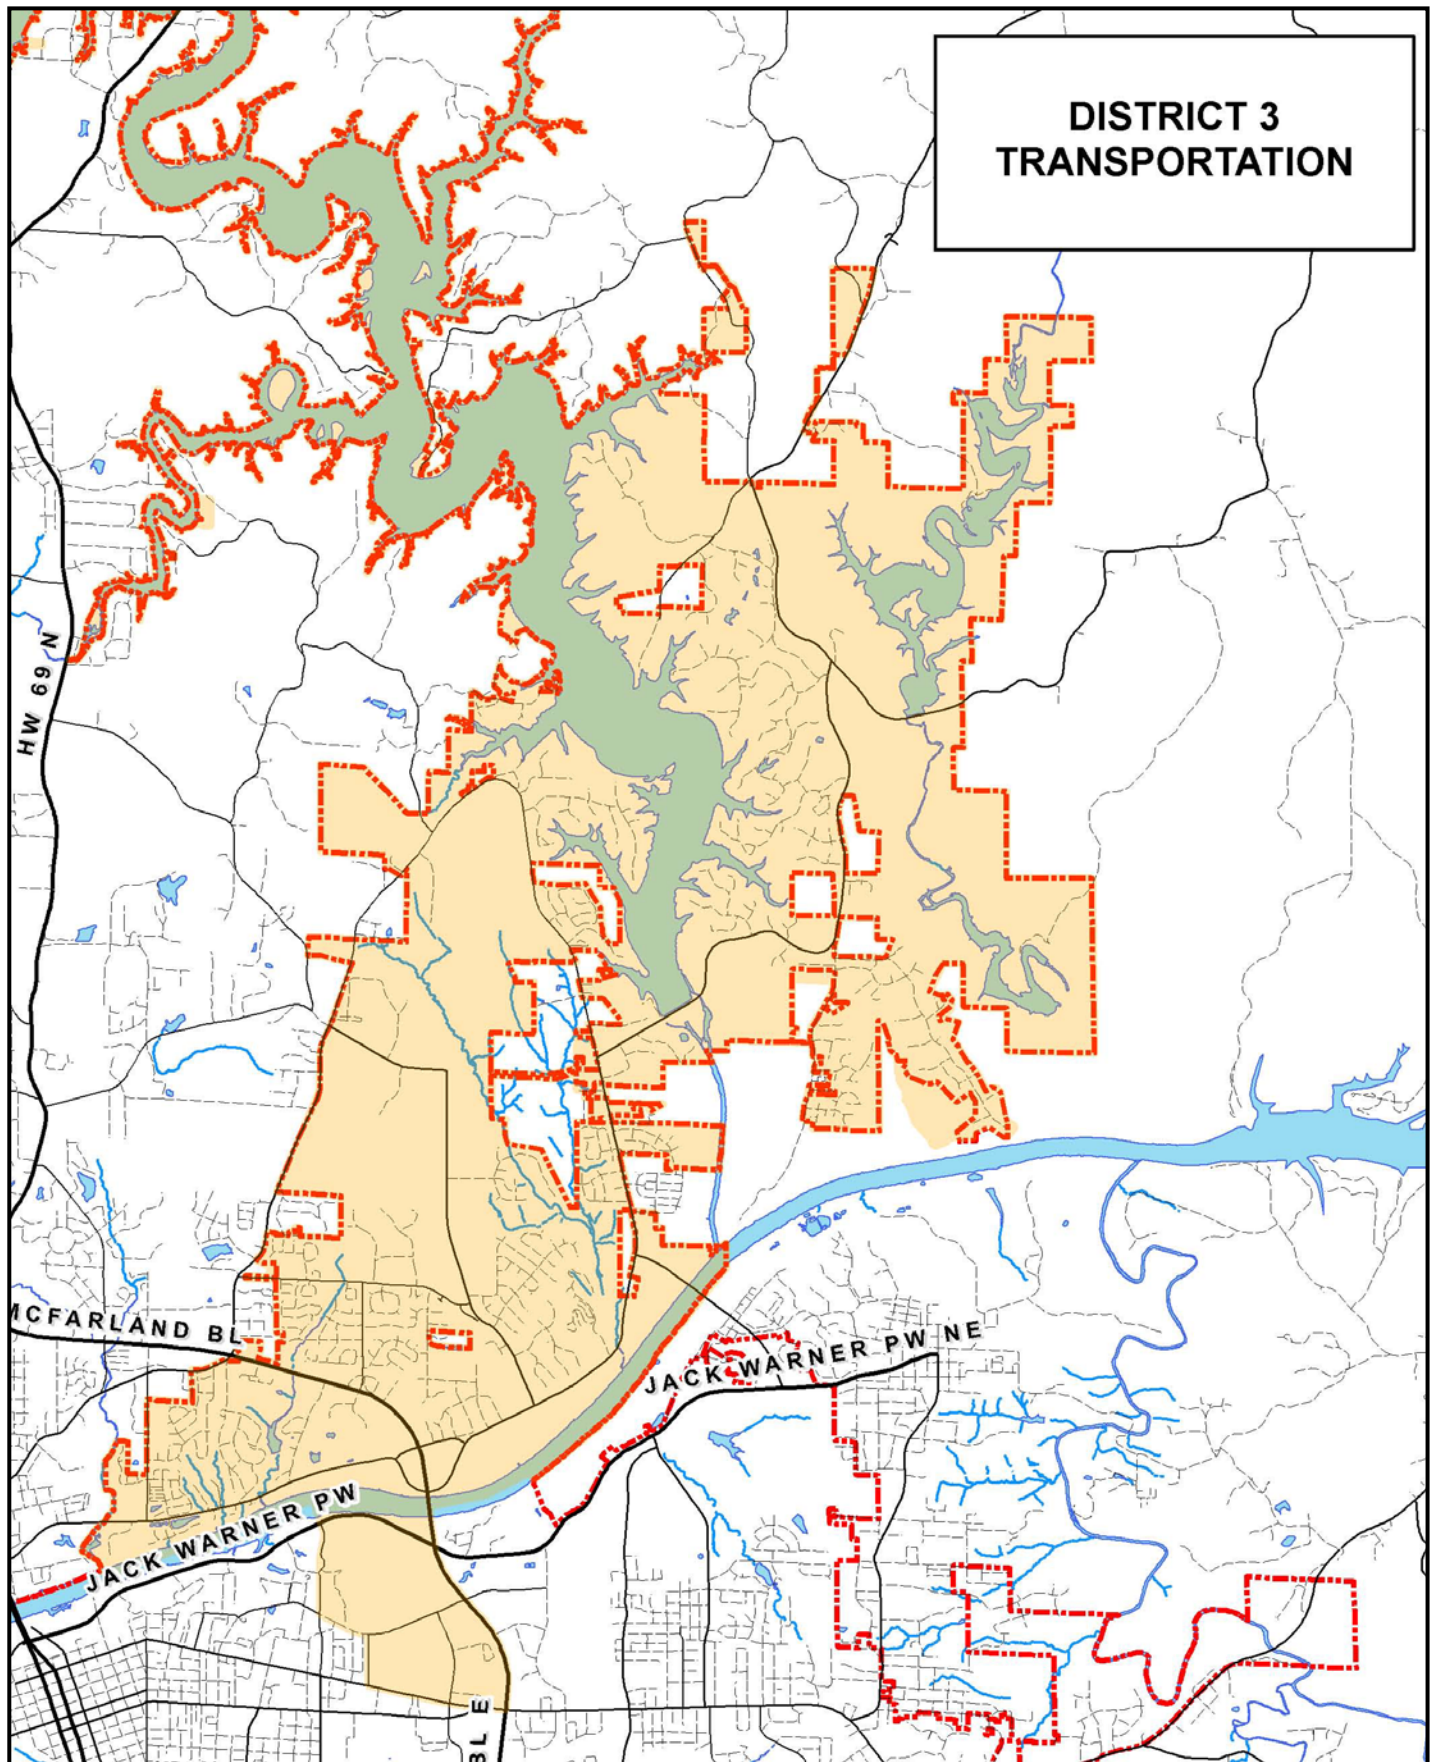 DISTRICT 3
TRANSPORTATION
HW 69 N
MCFARLAND BL
JACK WARNER PW NE
JACK WARNER PW
BL E